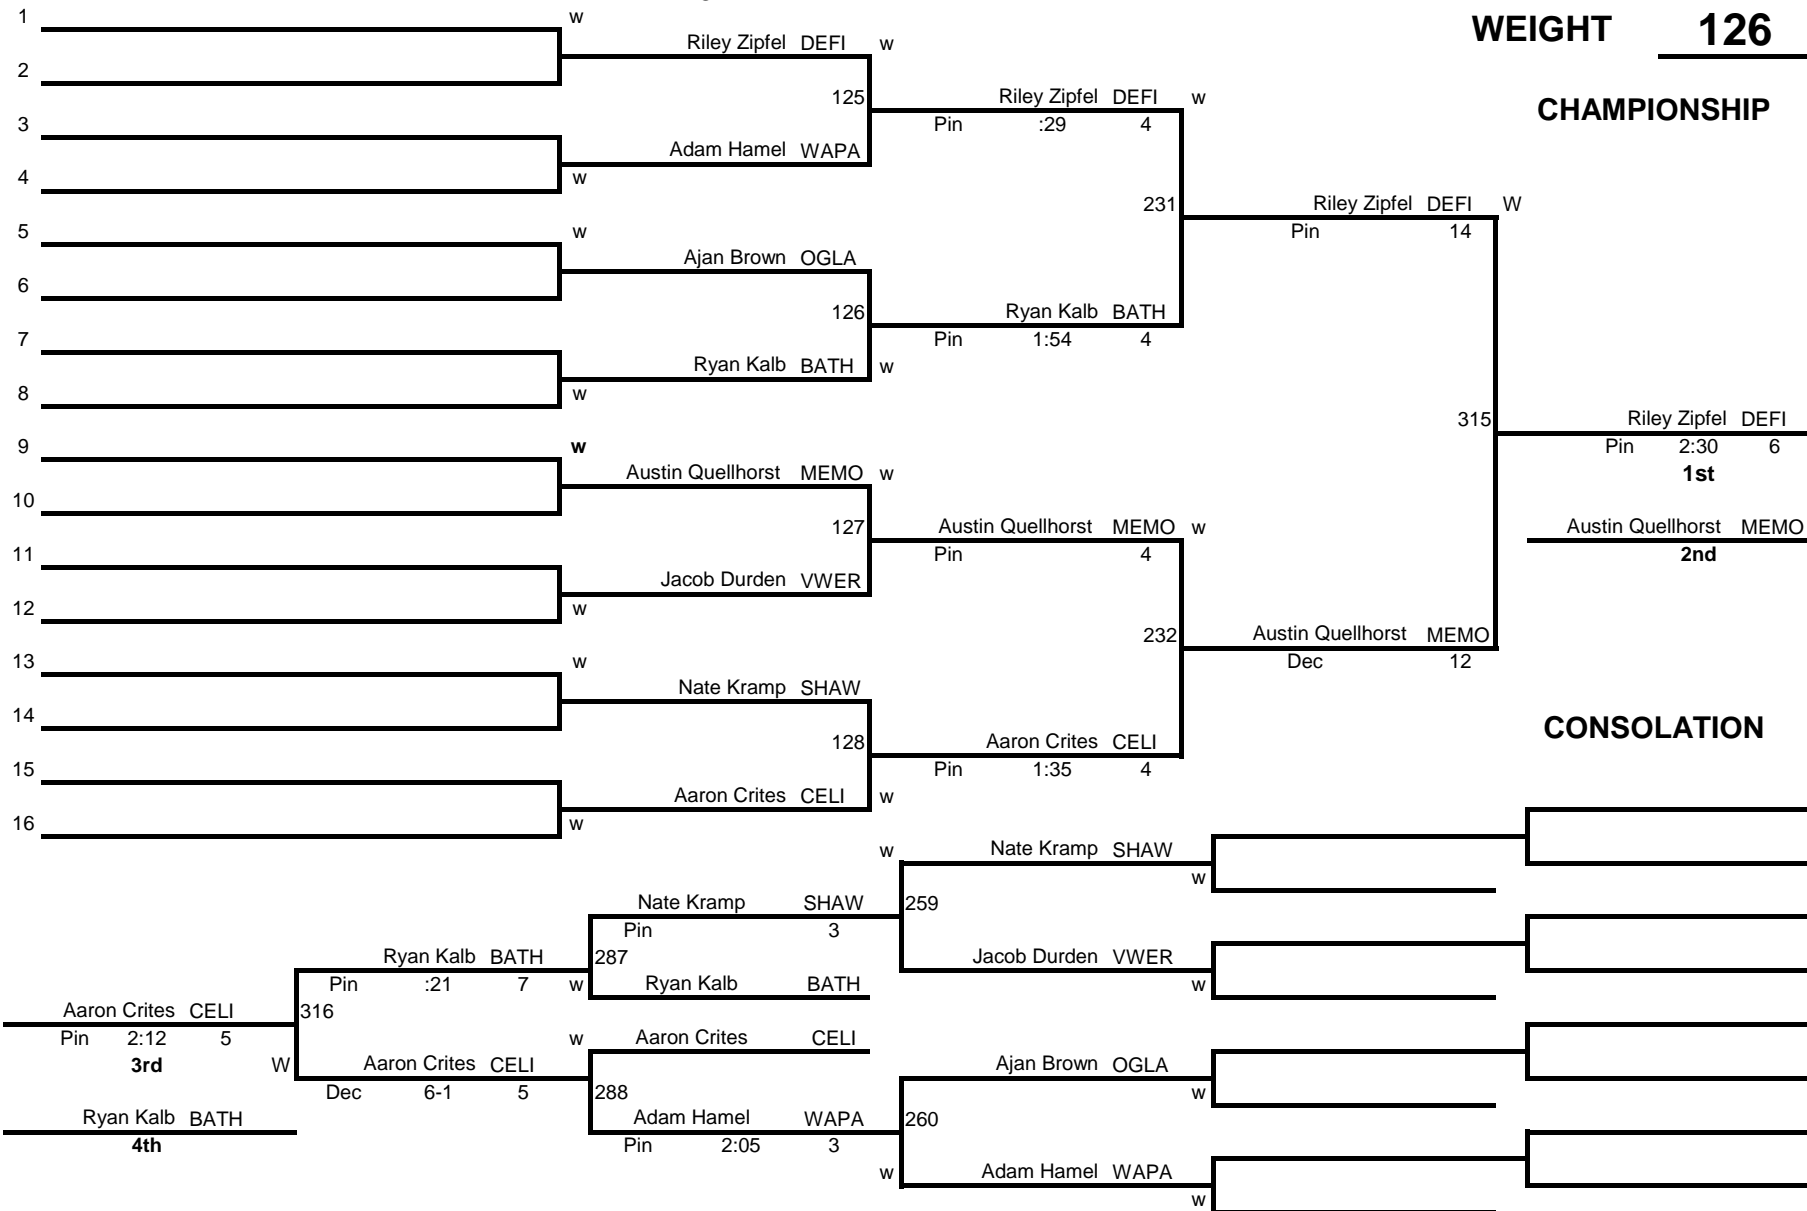 1 w
WEIGHT 126
Riley Zipfel DEFI w
2
125 Riley Zipfel DEFI w
CHAMPIONSHIP
3 Pin :29 4
Adam Hamel WAPA
4 w
231 Riley Zipfel DEFI W
5 w Pin 14
Ajan Brown OGLA
6
126 Ryan Kalb BATH
7 Pin 1:54 4
Ryan Kalb BATH w
8 w
315 Riley Zipfel DEFI
9 w Pin 2:30 6
Austin Quellhorst MEMO w 1st
10
127 Austin Quellhorst MEMO w Austin Quellhorst MEMO
11 Pin 4 2nd
Jacob Durden VWER
12 w
232 Austin Quellhorst MEMO
13 w Dec 12
Nate Kramp SHAW
14
CONSOLATION
128 Aaron Crites CELI
15 Pin 1:35 4
Aaron Crites CELI w
16 w
w Nate Kramp SHAW
w
Nate Kramp SHAW 259
Pin 3
Ryan Kalb BATH 287 Jacob Durden VWER
Pin :21 7 w Ryan Kalb BATH w
Aaron Crites CELI 316
Pin 2:12 5 w Aaron Crites CELI
3rd W Aaron Crites CELI Ajan Brown OGLA
Dec 6-1 5 288 w
Ryan Kalb BATH Adam Hamel WAPA 260
4th Pin 2:05 3
w Adam Hamel WAPA
w